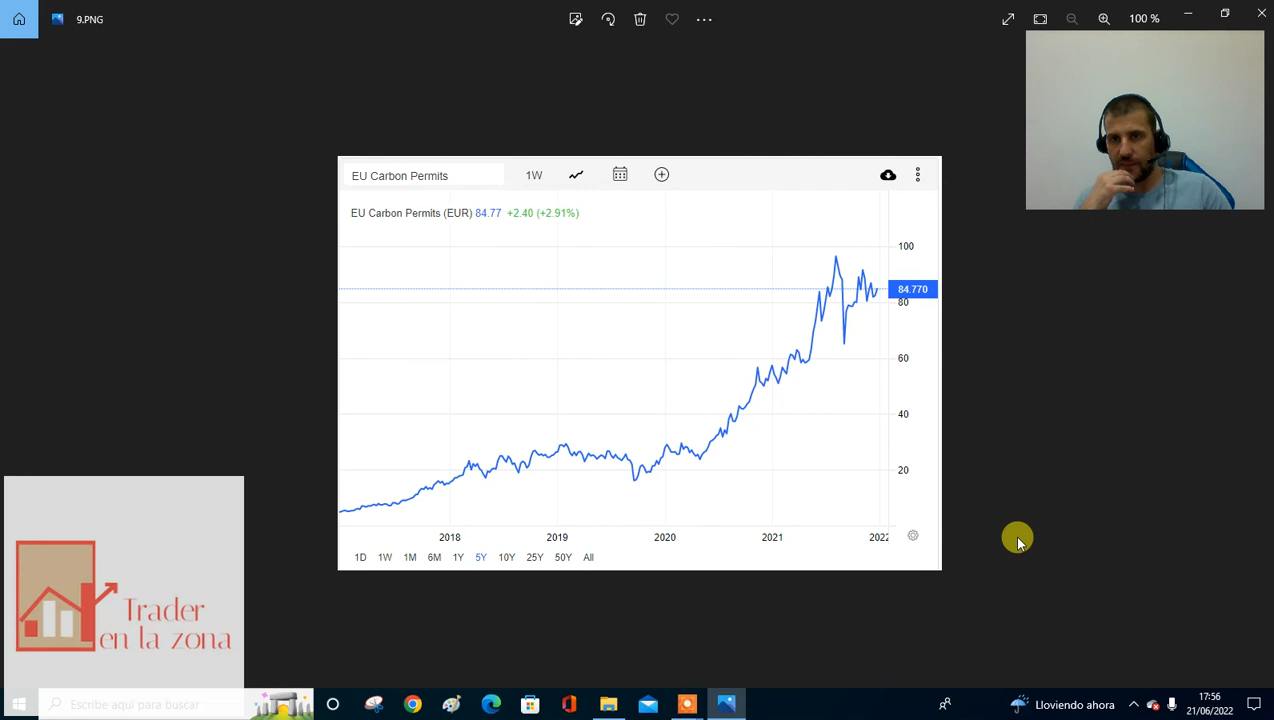 9.PNG
100 %
EU Carbon Permits
1W
EU Carbon Permits (EUR) 84.77 +2.40 (+2.91%)
100
84.770
80
60
40
20
2018 2019 2020 2021 2022
1D 1W 1M 6M 1Y 5Y 10Y 25Y 50Y All
Trader
en la zona
Escribe aquí para buscar
Lloviendo ahora
17:56
21/06/2022